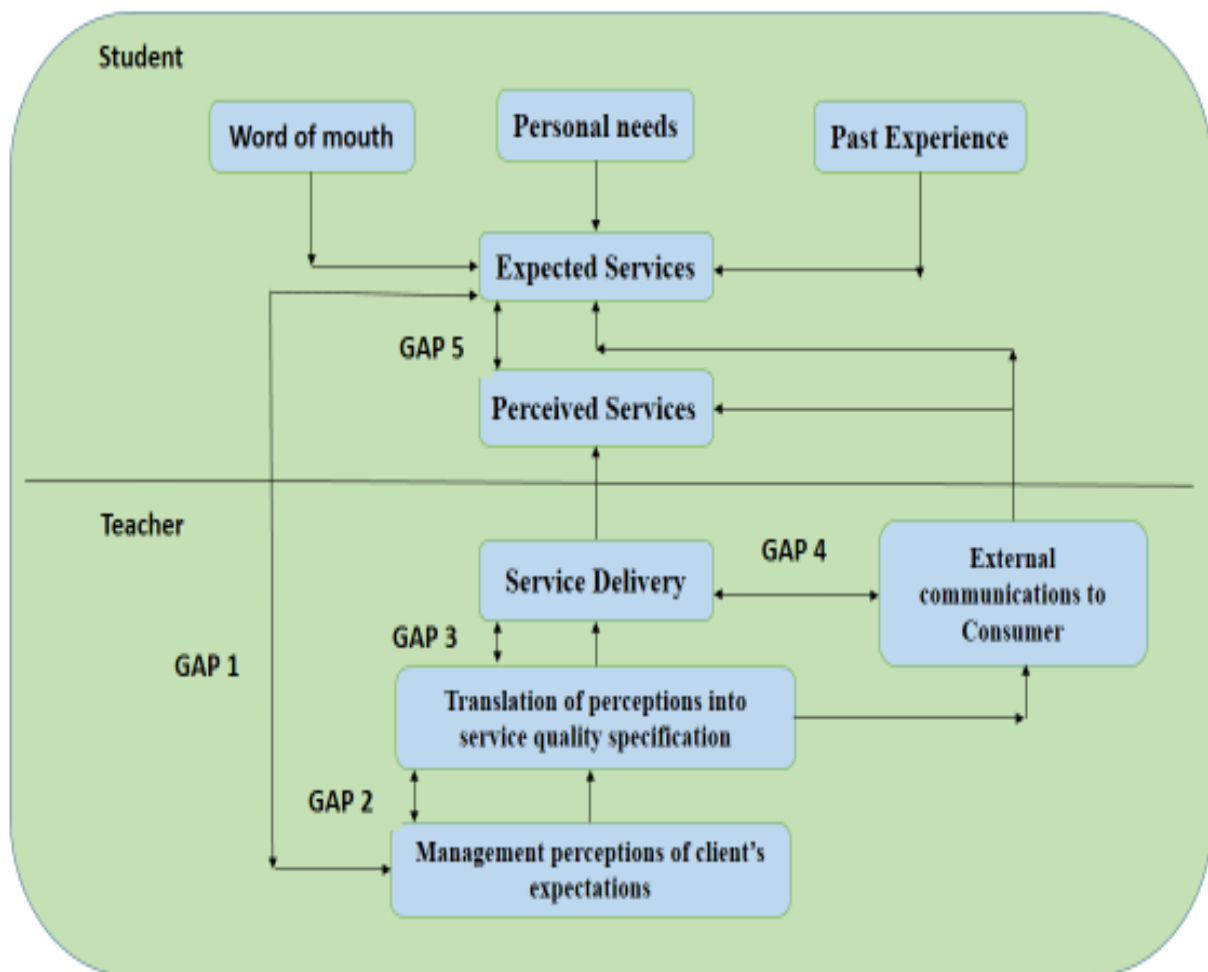 Student
Word of mouth
Personal needs
Past Experience
Expected Services
GAP 5
Perceived Services
Teacher
Service Delivery
GAP 4
External
communications to
Consumer
GAP 3
GAP 1
Translation of perceptions into
service quality specification
GAP 2
Management perceptions of client's
expectations